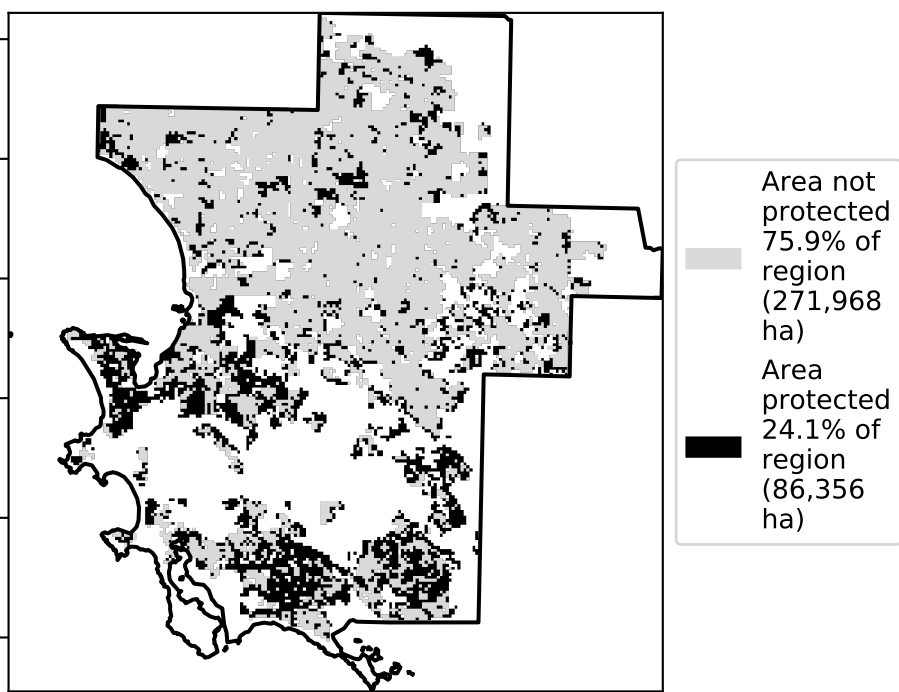 Area not
protected
75.9% of
region
(271,968
ha)
Area
protected
24.1% of
region
(86,356
ha)